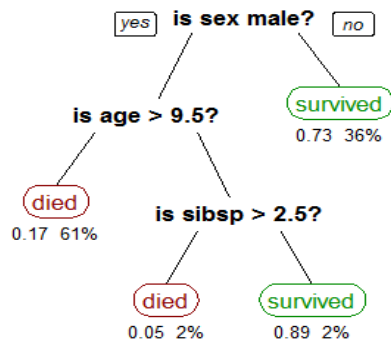 yes is sex male? no
is age > 9.5?
survived
0.73 36%
died
0.17 61%
is sibsp > 2.5?
died survived
0.05 2% 0.89 2%